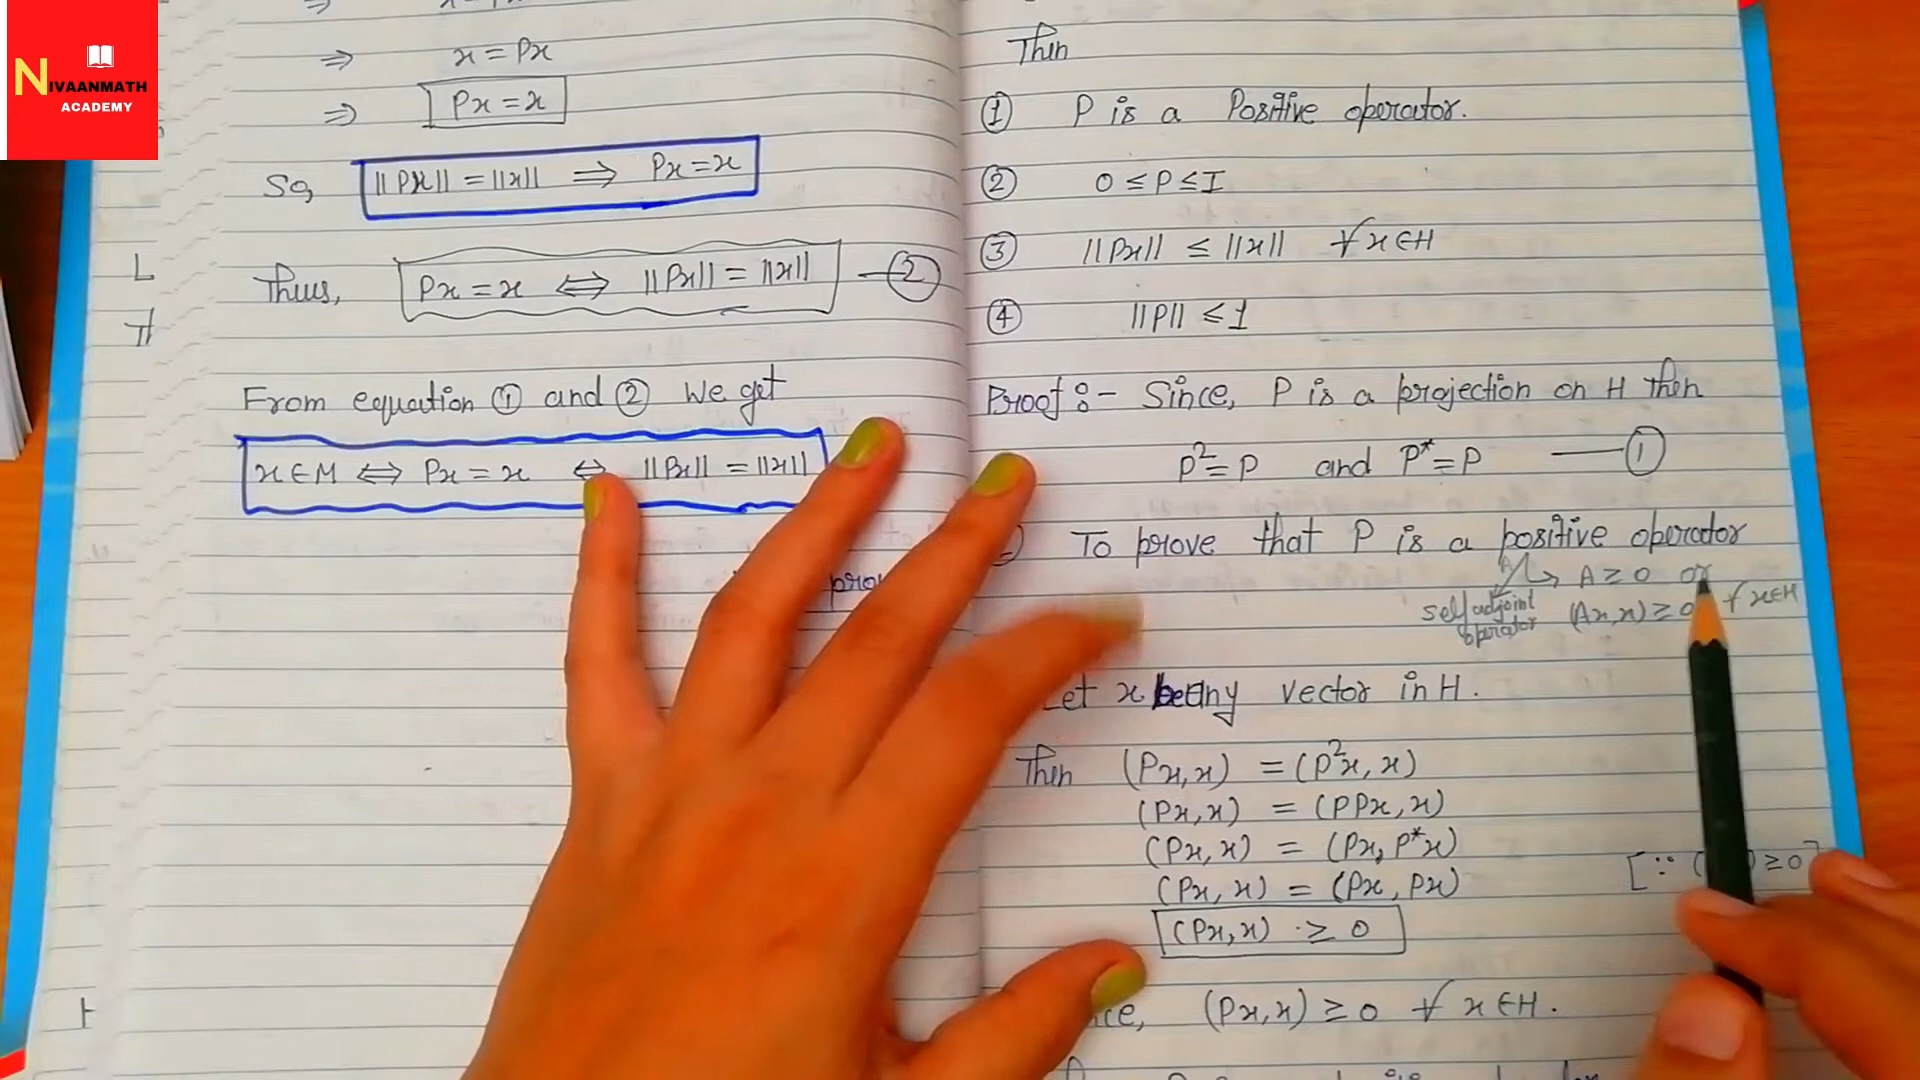 NIVAANMATH
ACADEMY
⇒ x = Px
⇒ Px = x
So, ||Px|| = ||x|| ⇒ Px = x
Thus, Px = x ⇔ ||Px|| = ||x|| — ②
From equation ① and ② We get
x ∈ M ⇔ Px = x ⇔ ||Px|| = ||x||
Then
① P is a Positive operator.
② 0 ≤ P ≤ I
③ ||Px|| ≤ ||x|| ∀ x ∈ H
④ ||P|| ≤ 1
Proof :- Since, P is a projection on H then
P² = P and P* = P — ①
To prove that P is a positive operator
A → A ≥ 0 or
self adjoint (Ax, x) ≥ 0 ∀ x ∈ H
operator
Let x be any vector in H.
Then (Px, x) = (P²x, x)
(Px, x) = (PPx, x)
(Px, x) = (Px, P*x)
(Px, x) = (Px, Px) [∵ ( ) ≥ 0]
(Px, x) ≥ 0
(Px, x) ≥ 0 ∀ x ∈ H.